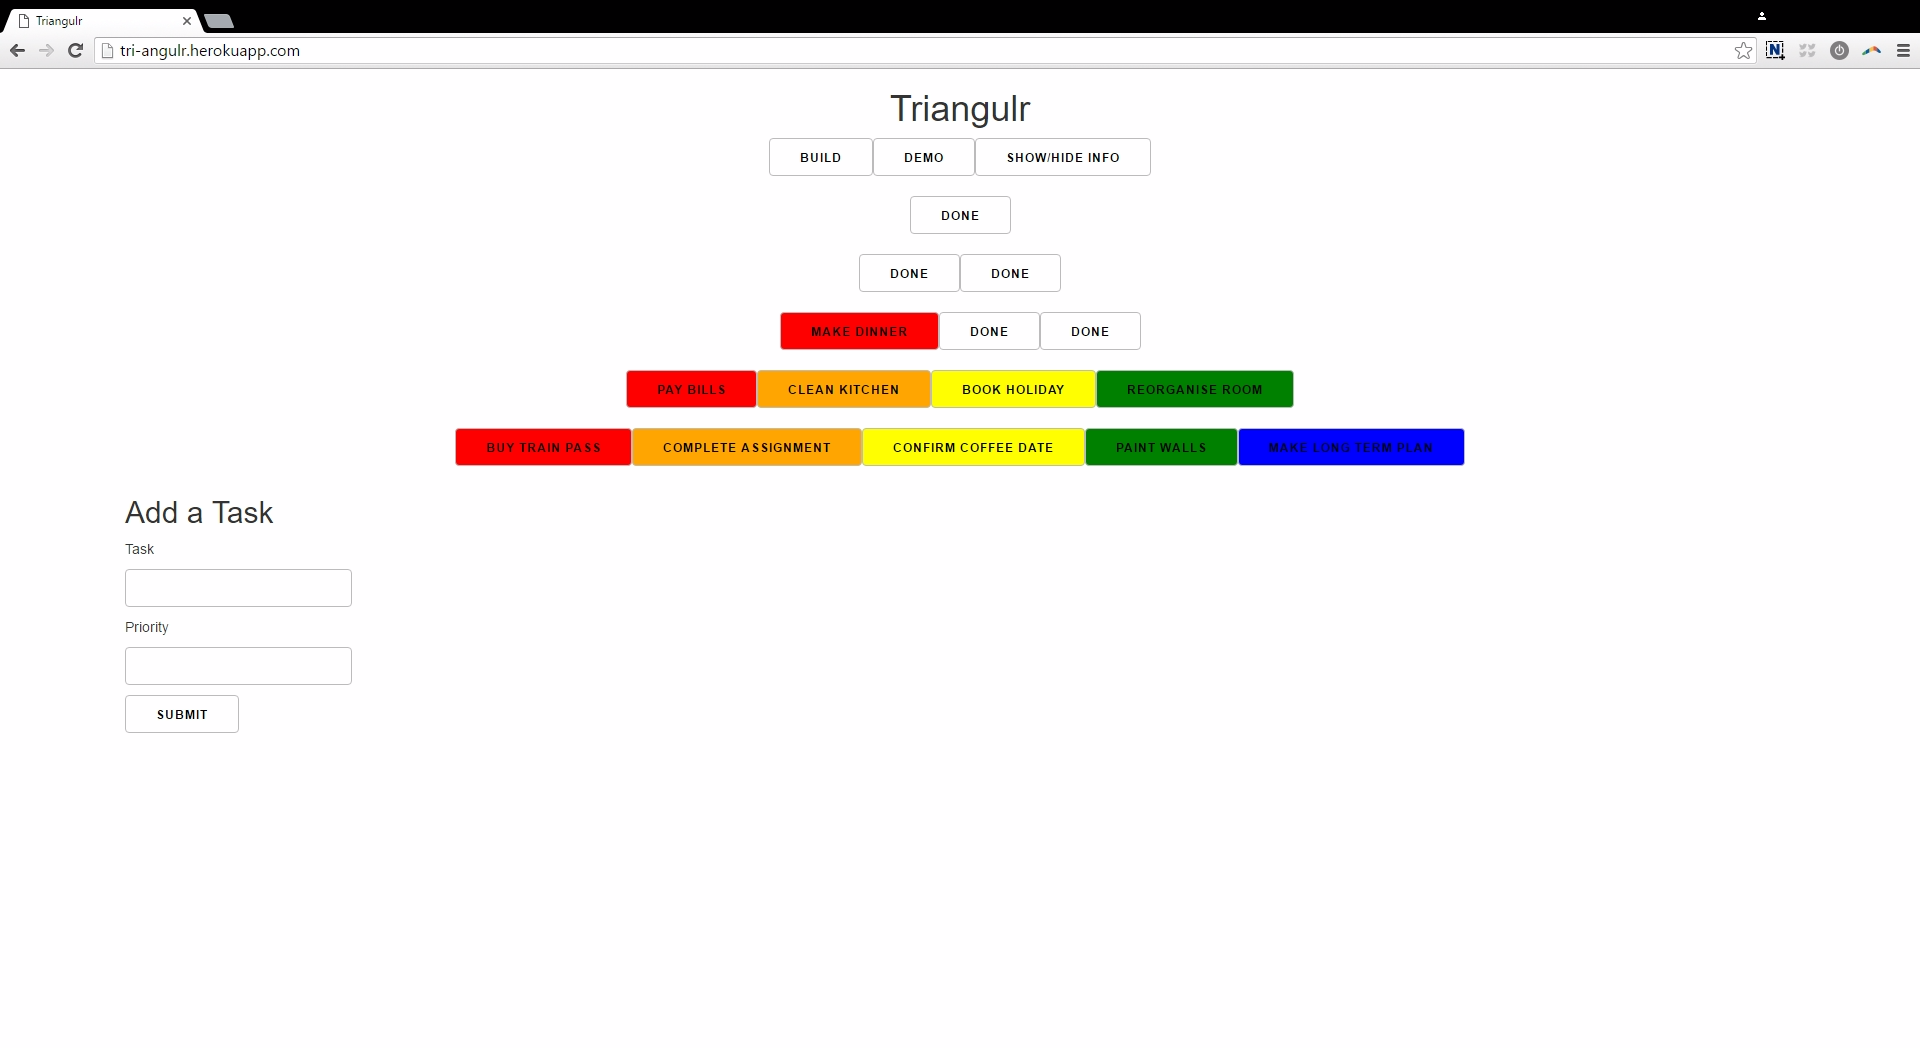 Triangulr
tri-angulr.herokuapp.com
N
Triangulr
BUILD DEMO SHOW/HIDE INFO
DONE
DONE DONE
MAKE DINNER DONE DONE
PAY BILLS CLEAN KITCHEN BOOK HOLIDAY REORGANISE ROOM
BUY TRAIN PASS COMPLETE ASSIGNMENT CONFIRM COFFEE DATE PAINT WALLS MAKE LONG TERM PLAN
Add a Task
Task
Priority
SUBMIT